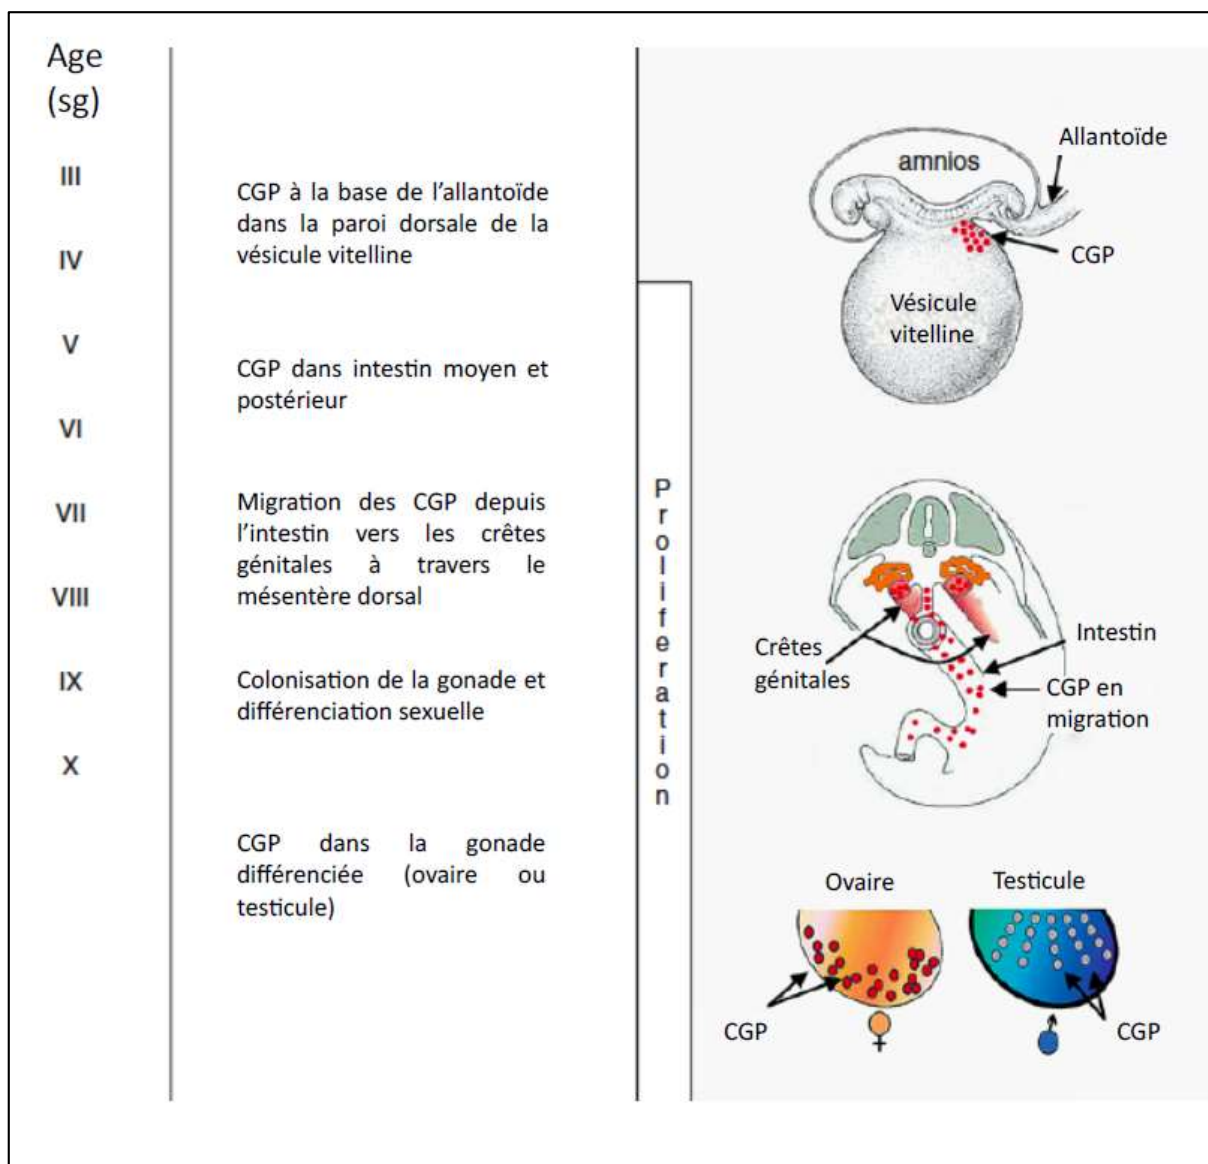 Age
(sg)
III
IV
V
VI
VII
VIII
IX
X
CGP à la base de l’allantoïde
dans la paroi dorsale de la
vésicule vitelline
CGP dans intestin moyen et
postérieur
Migration des CGP depuis
l’intestin vers les crêtes
génitales à travers le
mésentère dorsal
Colonisation de la gonade et
différenciation sexuelle
CGP dans la gonade
différenciée (ovaire ou
testicule)
Proliferation
Allantoïde
amnios
CGP
Vésicule
vitelline
Crêtes
génitales
Intestin
CGP en
migration
Ovaire
Testicule
CGP
CGP